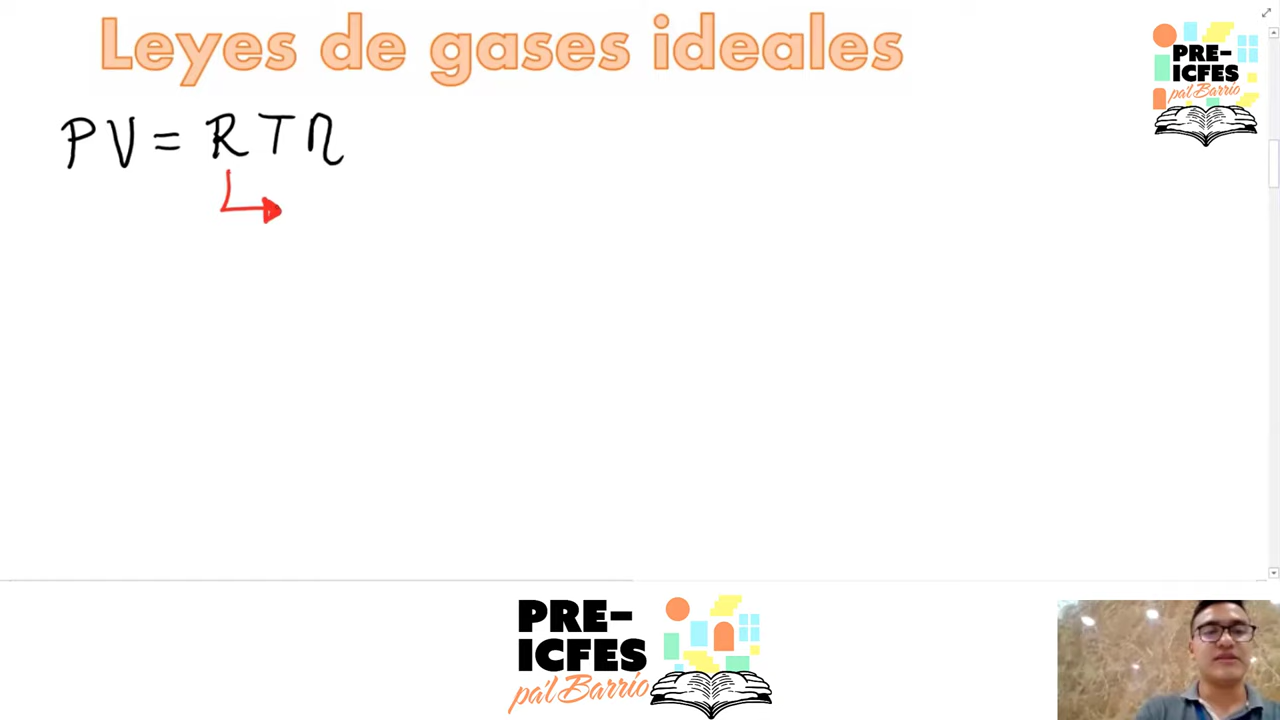 Leyes de gases ideales
PRE-
ICFES
pa'l Barrio
PV = RTn
PRE-
ICFES
pa'l Barrio